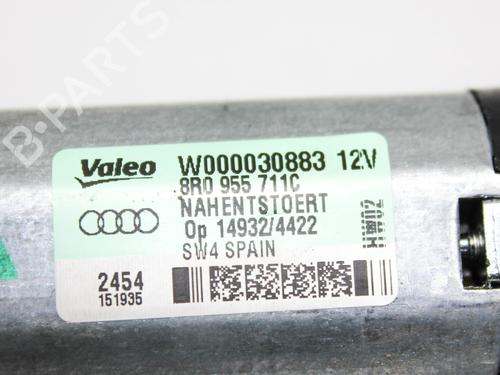 Valeo W000030883 12V
8R0 955 711C
NAHENTSTOERT
Op 14932/4422
SW4 SPAIN
HW02
2454
151935
B-PARTS